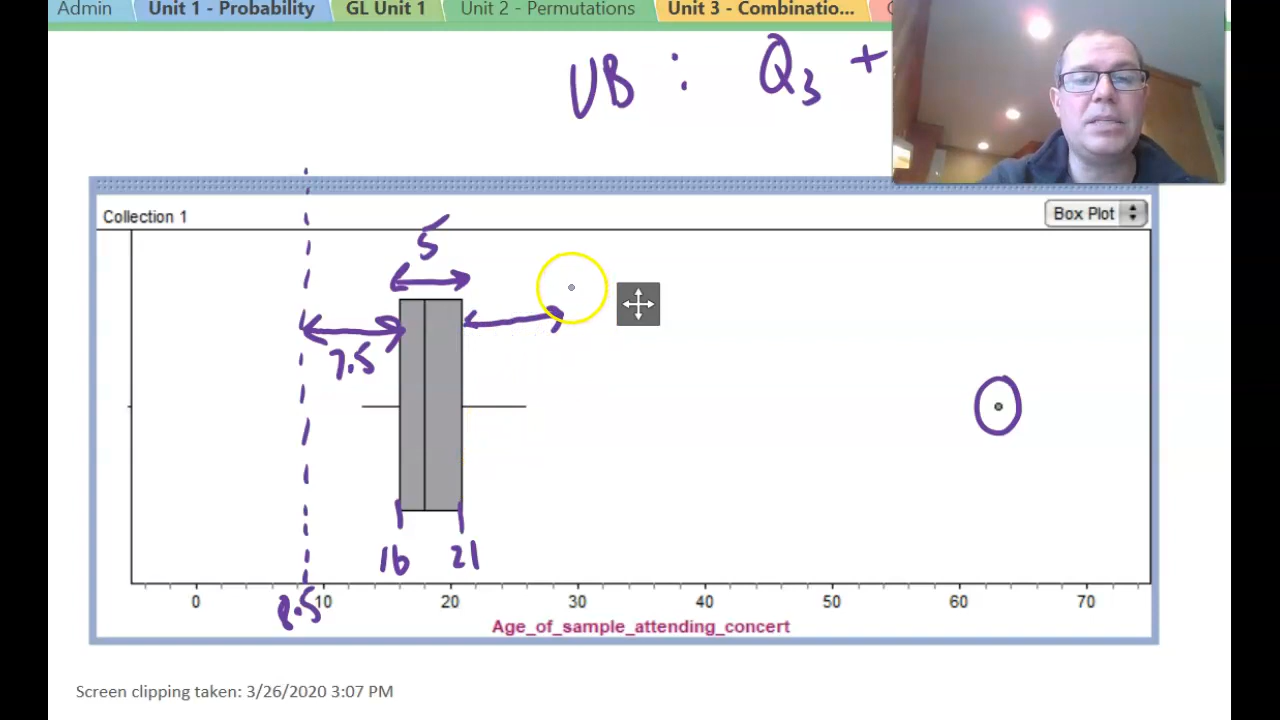 Admin Unit 1 - Probability GL Unit 1 Unit 2 - Permutations Unit 3 - Combinatio...
UB : Q3 +
Collection 1 Box Plot
5
7.5
16 21
0 10 20 30 40 50 60 70
8.5
Age_of_sample_attending_concert
Screen clipping taken: 3/26/2020 3:07 PM